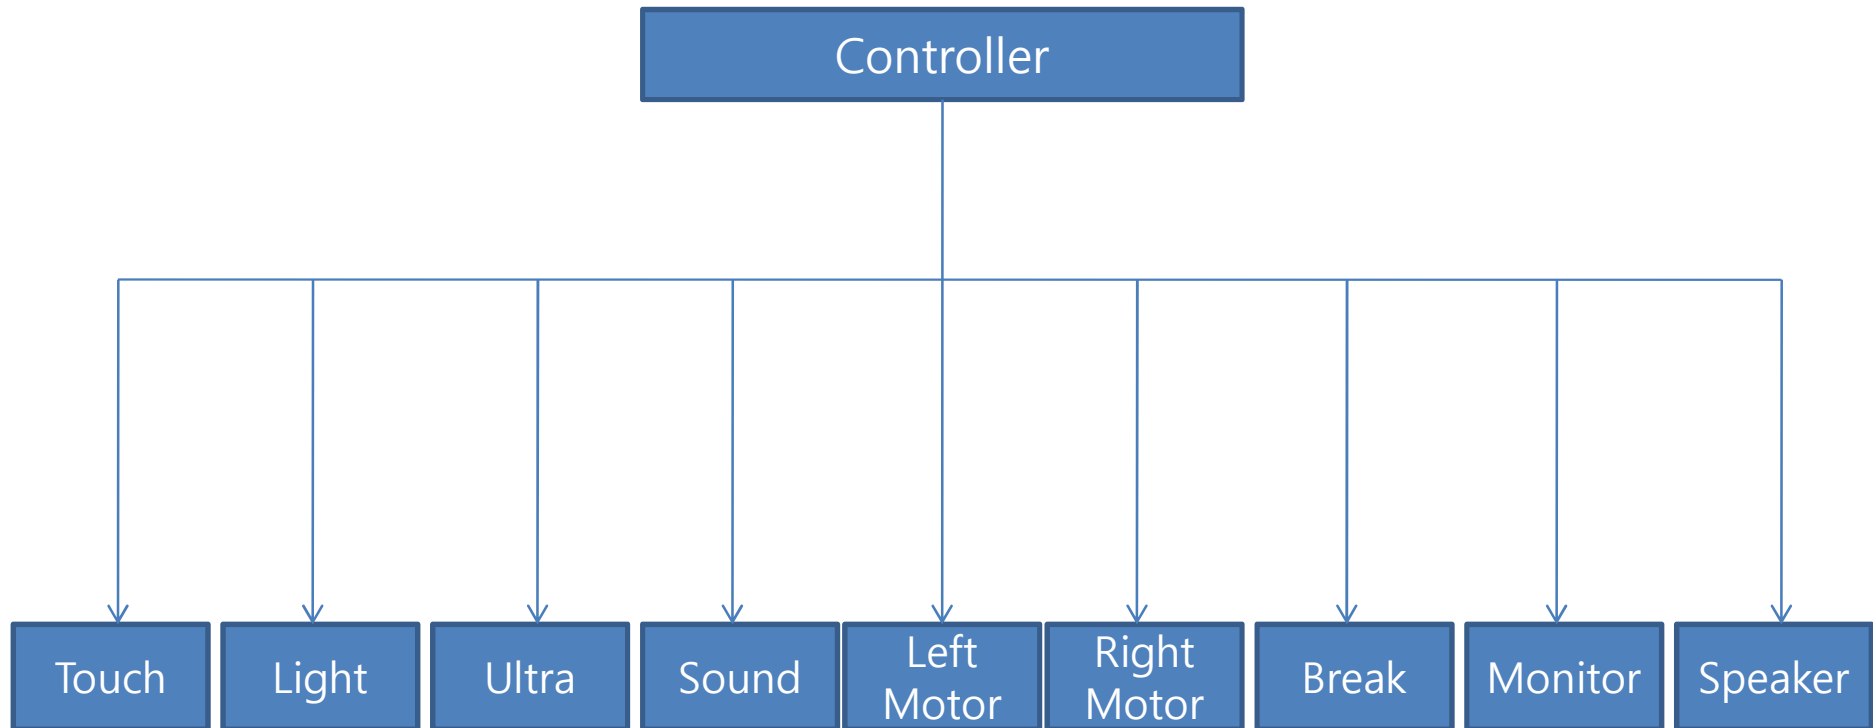 Controller
Touch
Light
Ultra
Sound
Left
Motor
Right
Motor
Break
Monitor
Speaker